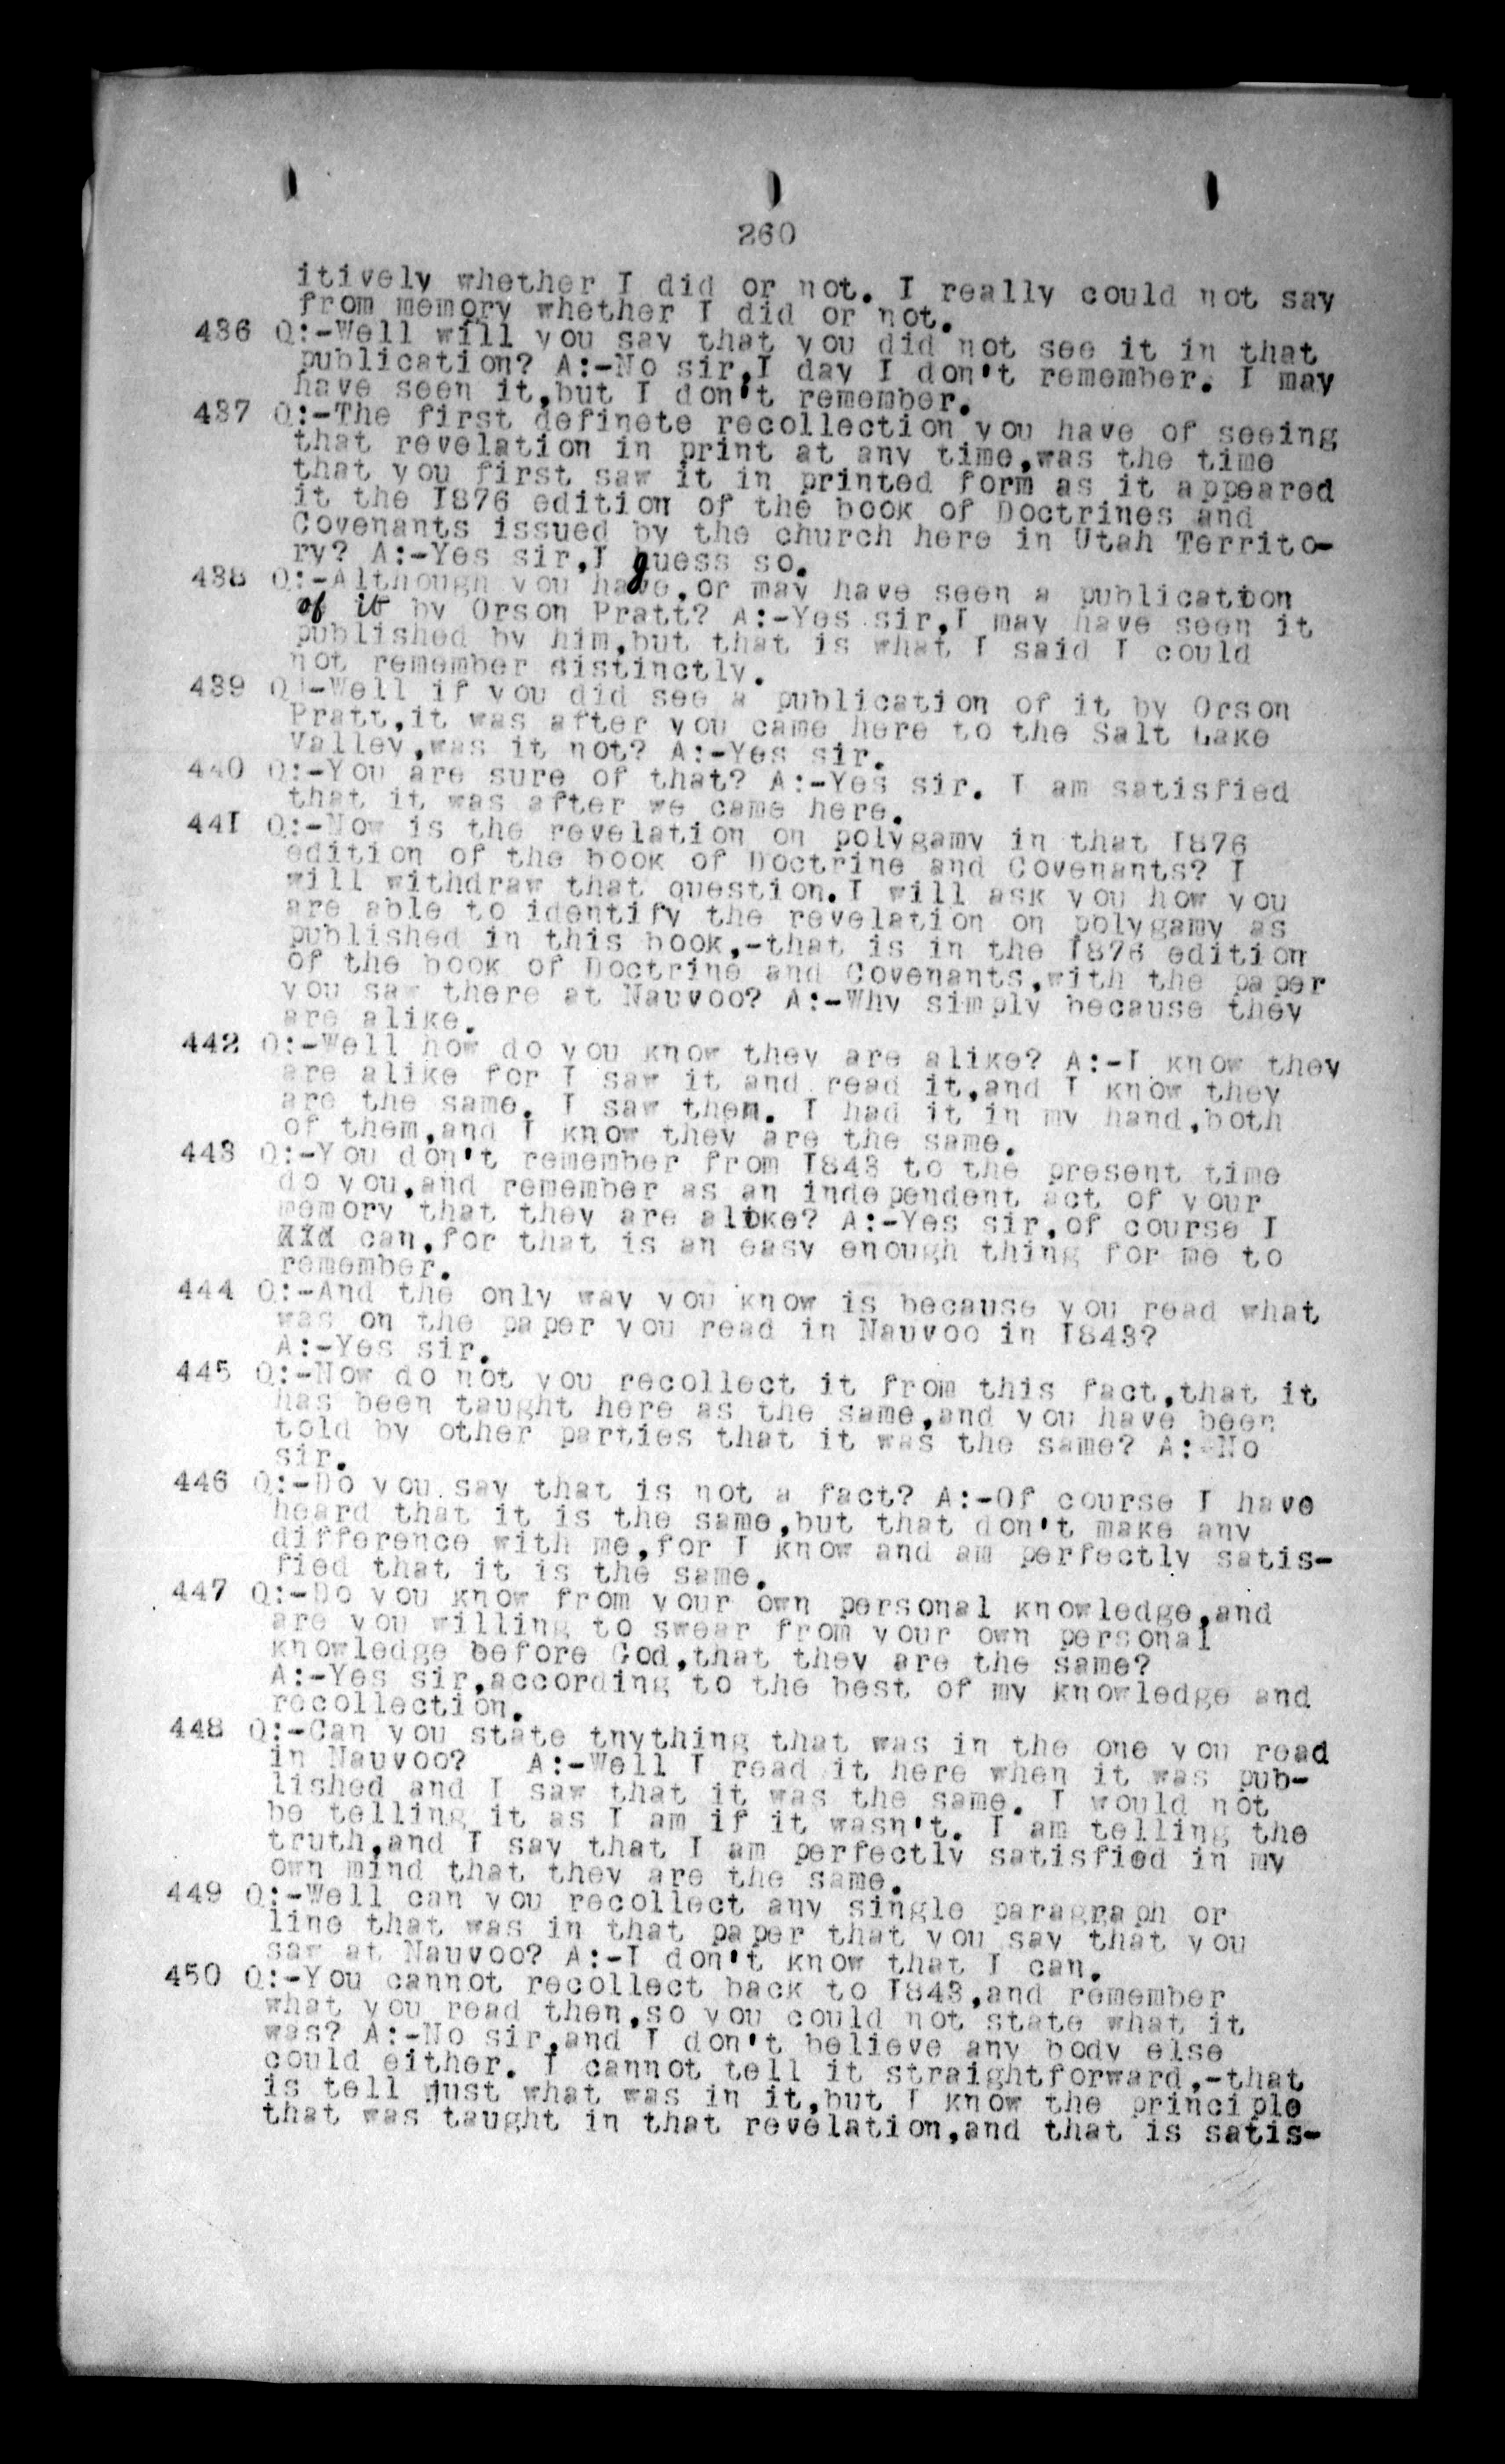 260
itively whether I did or not. I really could not say
from memory whether I did or not.
436 Q:-Well will you say that you did not see it in that
publication? A:-No sir,I day I don't remember. I may
have seen it,but I don't remember.
437 Q:-The first definete recollection you have of seeing
that revelation in print at any time,was the time
that you first saw it in printed form as it appeared
it the 1876 edition of the book of Doctrines and
Covenants issued by the church here in Utah Territo-
ry? A:-Yes sir,I guess so.
438 Q:-Although you have,or may have seen a publication
of it by Orson Pratt? A:-Yes sir,I may have seen it
published by him,but that is what I said I could
not remember distinctly.
439 Q:-Well if you did see a publication of it by Orson
Pratt,it was after you came here to the Salt Lake
Valley,was it not? A:-Yes sir.
440 Q:-You are sure of that? A:-Yes sir. I am satisfied
that it was after we came here.
441 Q:-Now is the revelation on polygamy in that 1876
edition of the book of Doctrine and Covenants? I
will withdraw that question.I will ask you how you
are able to identify the revelation on polygamy as
published in this book,-that is in the 1876 edition
of the book of Doctrine and Covenants,with the paper
you saw there at Nauvoo? A:-Why simply because they
are alike.
442 Q:-Well how do you know they are alike? A:-I know they
are alike for I saw it and read it,and I know they
are the same. I saw them. I had it in my hand,both
of them,and I know they are the same.
443 Q:-You don't remember from 1843 to the present time
do you,and remember as an independent act of your
memory that they are alike? A:-Yes sir,of course I
did can,for that is an easy enough thing for me to
remember.
444 Q:-And the only way you know is because you read what
was on the paper you read in Nauvoo in 1843?
A:-Yes sir.
445 Q:-Now do not you recollect it from this fact,that it
has been taught here as the same,and you have been
told by other parties that it was the same? A:-No
sir.
446 Q:-Do you say that is not a fact? A:-Of course I have
heard that it is the same,but that don't make any
difference with me,for I know and am perfectly satis-
fied that it is the same.
447 Q:-Do you know from your own personal knowledge,and
are you willing to swear from your own personal
knowledge before God,that they are the same?
A:-Yes sir,according to the best of my knowledge and
recollection.
448 Q:-Can you state tnything that was in the one you read
in Nauvoo? A:-Well I read it here when it was pub-
lished and I saw that it was the same. I would not
be telling it as I am if it wasn't. I am telling the
truth,and I say that I am perfectly satisfied in my
own mind that they are the same.
449 Q:-Well can you recollect any single paragraph or
line that was in that paper that you say that you
saw at Nauvoo? A:-I don't know that I can.
450 Q:-You cannot recollect back to 1843,and remember
what you read then,so you could not state what it
was? A:-No sir,and I don't believe any body else
could either. I cannot tell it straightforward,-that
is tell just what was in it,but I know the principle
that was taught in that revelation,and that is satis-